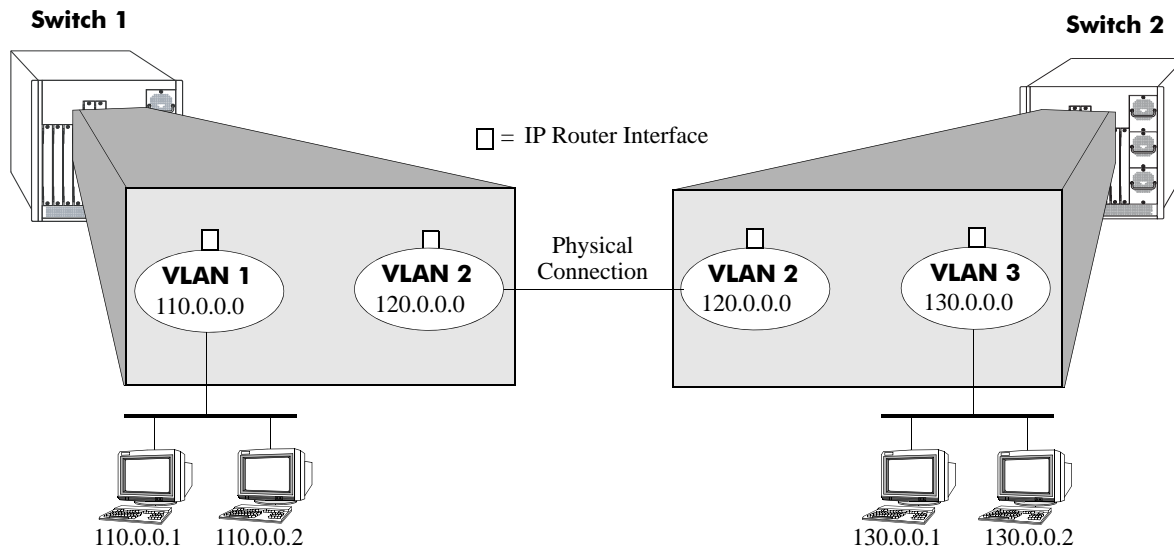 Switch 1
Switch 2
= IP Router Interface
VLAN 1
110.0.0.0
VLAN 2
120.0.0.0
Physical
Connection
VLAN 2
120.0.0.0
VLAN 3
130.0.0.0
110.0.0.1
110.0.0.2
130.0.0.1
130.0.0.2